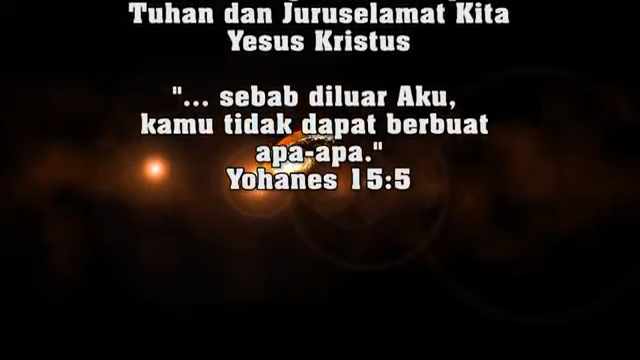 Tuhan dan Juruselamat Kita
Yesus Kristus
"... sebab diluar Aku,
kamu tidak dapat berbuat
apa-apa."
Yohanes 15:5